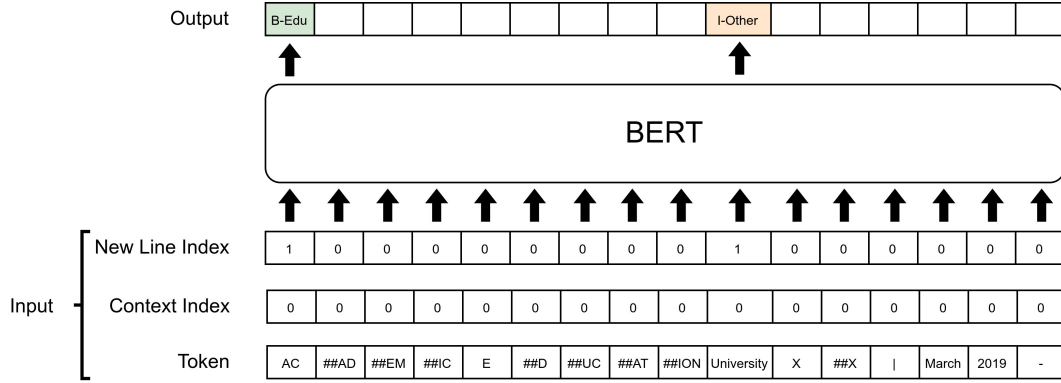 Output B-Edu I-Other
BERT
New Line Index 1 0 0 0 0 0 0 0 0 1 0 0 0 0 0 0
Input
Context Index 0 0 0 0 0 0 0 0 0 0 0 0 0 0 0 0
Token AC ##AD ##EM ##IC E ##D ##UC ##AT ##ION University X ##X | March 2019 -